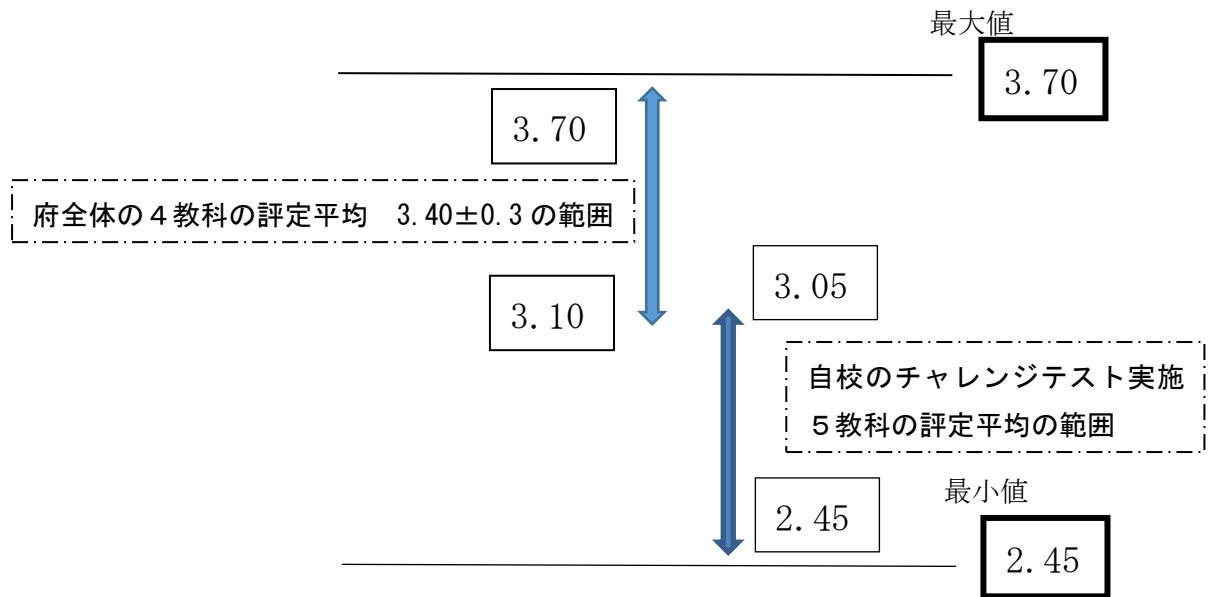 最大値
3.70
3.70
府全体の４教科の評定平均　3.40±0.3の範囲
3.05
3.10
自校のチャレンジテスト実施
５教科の評定平均の範囲
最小値
2.45
2.45